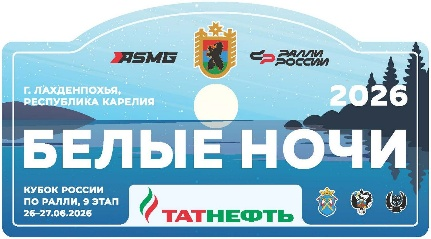 ASMG
РАЛЛИ
РОССИИ
Г. ЛАХДЕНПОХЬЯ,
РЕСПУБЛИКА КАРЕЛИЯ
2026
БЕЛЫЕ НОЧИ
КУБОК РОССИИ
ПО РАЛЛИ, 9 ЭТАП
26-27.06.2026
ТАТНЕФТЬ